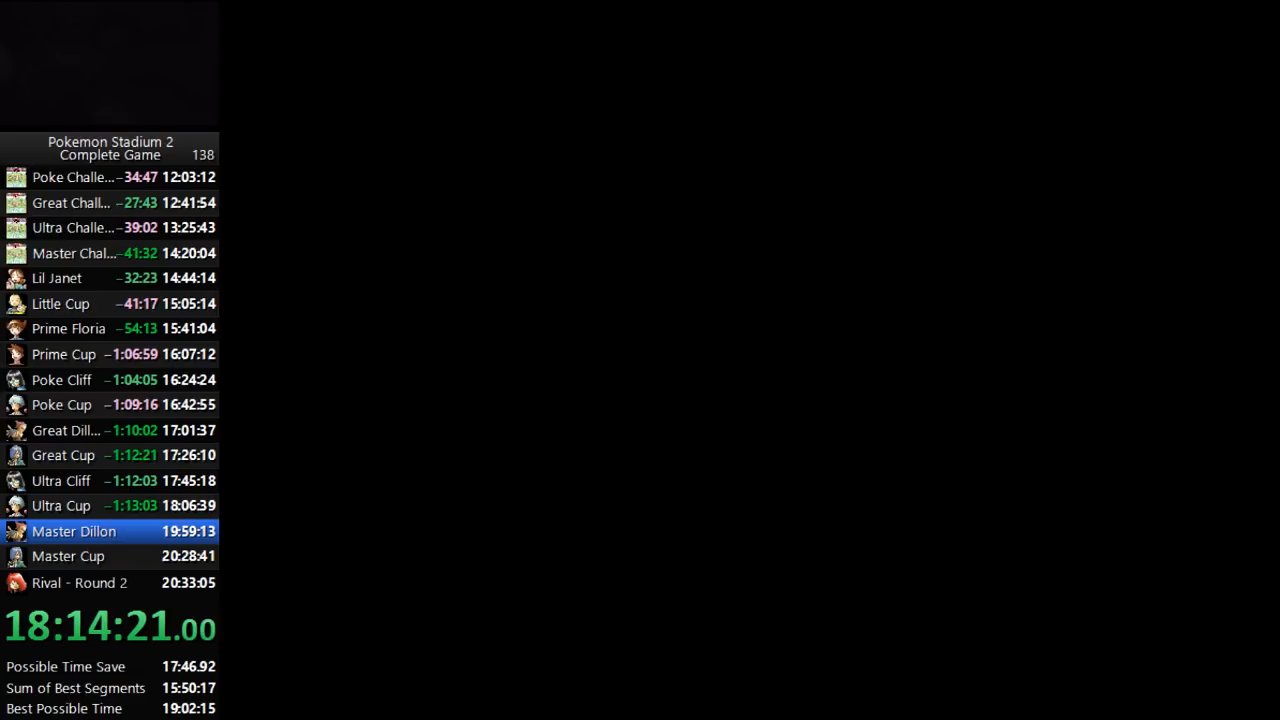 Pokemon Stadium 2
Complete Game 138
Poke Challe... −34:47 12:03:12
Great Chall... −27:43 12:41:54
Ultra Challe... −39:02 13:25:43
Master Chal... −41:32 14:20:04
Lil Janet −32:23 14:44:14
Little Cup −41:17 15:05:14
Prime Floria −54:13 15:41:04
Prime Cup −1:06:59 16:07:12
Poke Cliff −1:04:05 16:24:24
Poke Cup −1:09:16 16:42:55
Great Dill... −1:10:02 17:01:37
Great Cup −1:12:21 17:26:10
Ultra Cliff −1:12:03 17:45:18
Ultra Cup −1:13:03 18:06:39
Master Dillon 19:59:13
Master Cup 20:28:41
Rival - Round 2 20:33:05
18:14:21.00
Possible Time Save 17:46.92
Sum of Best Segments 15:50:17
Best Possible Time 19:02:15